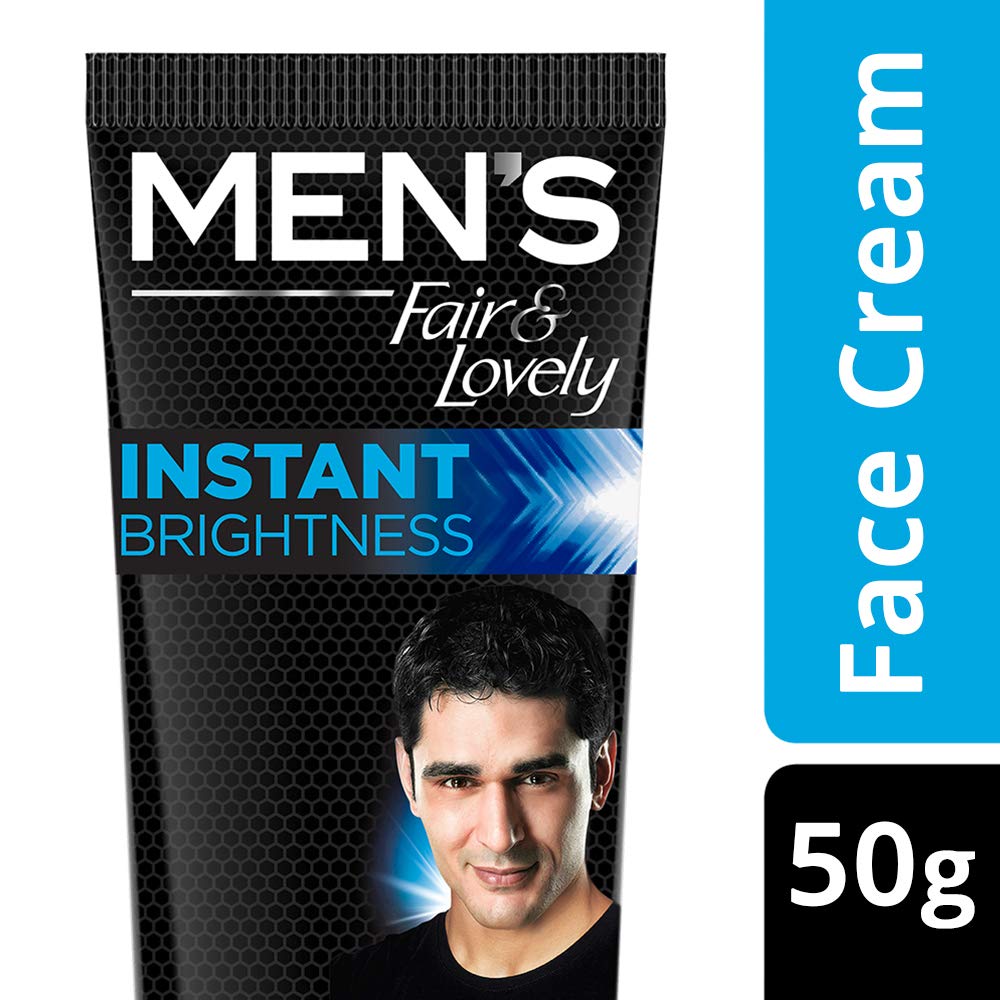 MEN'S
Fair &
Lovely
INSTANT
BRIGHTNESS
Face Cream
50g